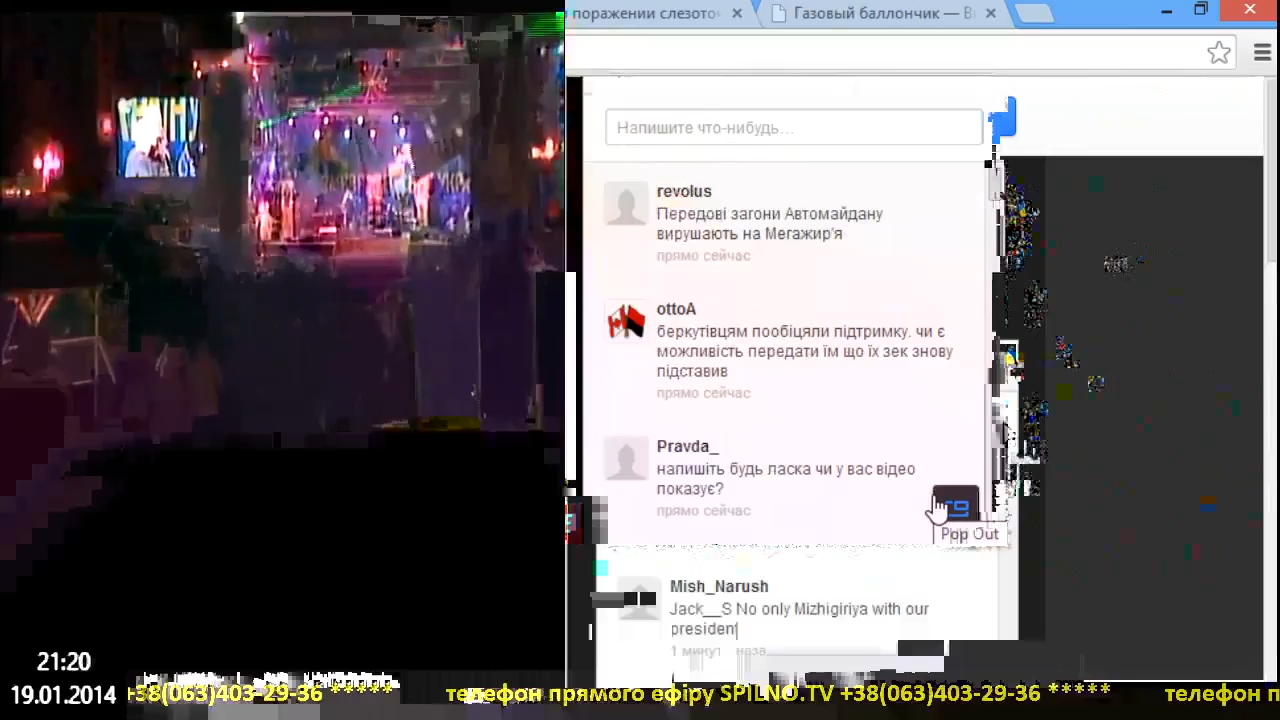 поражении слезото
Газовый баллончик — В
Напишите что-нибудь...
revolus
Передові загони Автомайдану
вирушають на Мегажир'я
прямо сейчас
ottoA
беркутівцям пообіцяли підтримку. чи є
можливість передати їм що їх зек знову
підставив
прямо сейчас
Pravda_
напишіть будь ласка чи у вас відео
показує?
прямо сейчас
Pop Out
Mish_Narush
Jack__S No only Mizhigiriya with our
president
1 минут наза
21:20
19.01.2014
+38(063)403-29-36 ***** телефон прямого ефіру SPILNO.TV +38(063)403-29-36 ***** телефон п